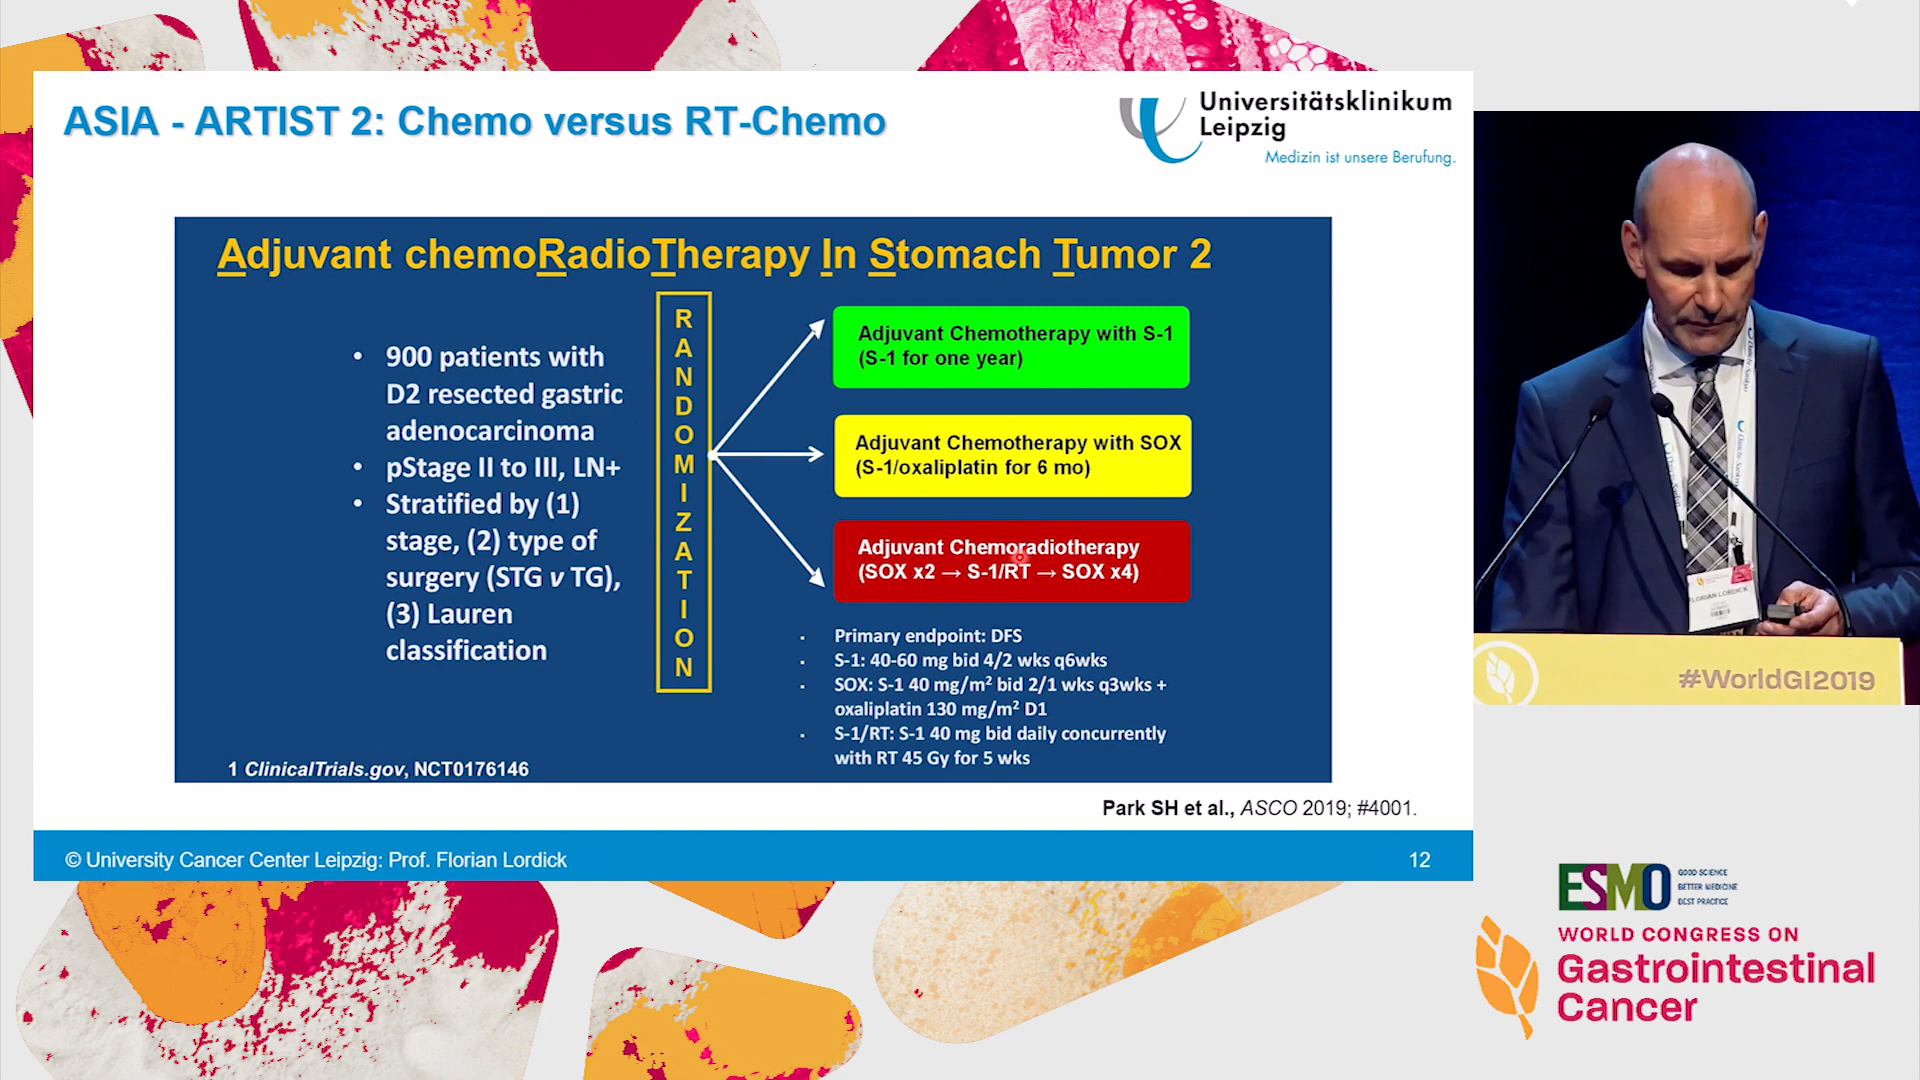 ASIA - ARTIST 2: Chemo versus RT-Chemo
Universitätsklinikum
Leipzig
Medizin ist unsere Berufung.
Adjuvant chemoRadioTherapy In Stomach Tumor 2
• 900 patients with
D2 resected gastric
adenocarcinoma
• pStage II to III, LN+
• Stratified by (1)
stage, (2) type of
surgery (STG v TG),
(3) Lauren
classification
R
A
N
D
O
M
I
Z
A
T
I
O
N
Adjuvant Chemotherapy with S-1
(S-1 for one year)
Adjuvant Chemotherapy with SOX
(S-1/oxaliplatin for 6 mo)
Adjuvant Chemoradiotherapy
(SOX x2 → S-1/RT → SOX x4)
▪ Primary endpoint: DFS
▪ S-1: 40-60 mg bid 4/2 wks q6wks
▪ SOX: S-1 40 mg/m² bid 2/1 wks q3wks +
oxaliplatin 130 mg/m² D1
▪ S-1/RT: S-1 40 mg bid daily concurrently
with RT 45 Gy for 5 wks
1 ClinicalTrials.gov, NCT0176146
Park SH et al., ASCO 2019; #4001.
© University Cancer Center Leipzig: Prof. Florian Lordick
12
FLORIAN LORDICK
#WorldGI2019
ESMO
GOOD SCIENCE
BETTER MEDICINE
BEST PRACTICE
WORLD CONGRESS ON
Gastrointestinal
Cancer